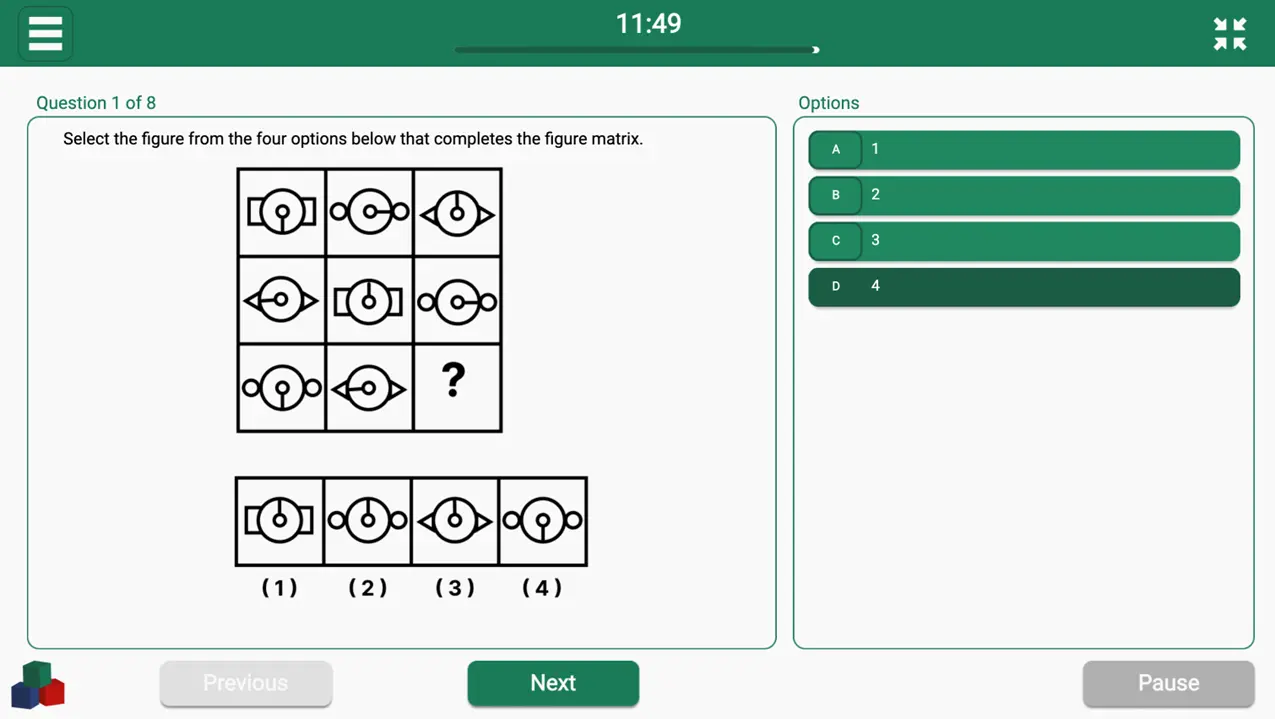 11:49
Question 1 of 8
Select the figure from the four options below that completes the figure matrix.
?
(1) (2) (3) (4)
Options
A 1
B 2
C 3
D 4
Previous
Next
Pause